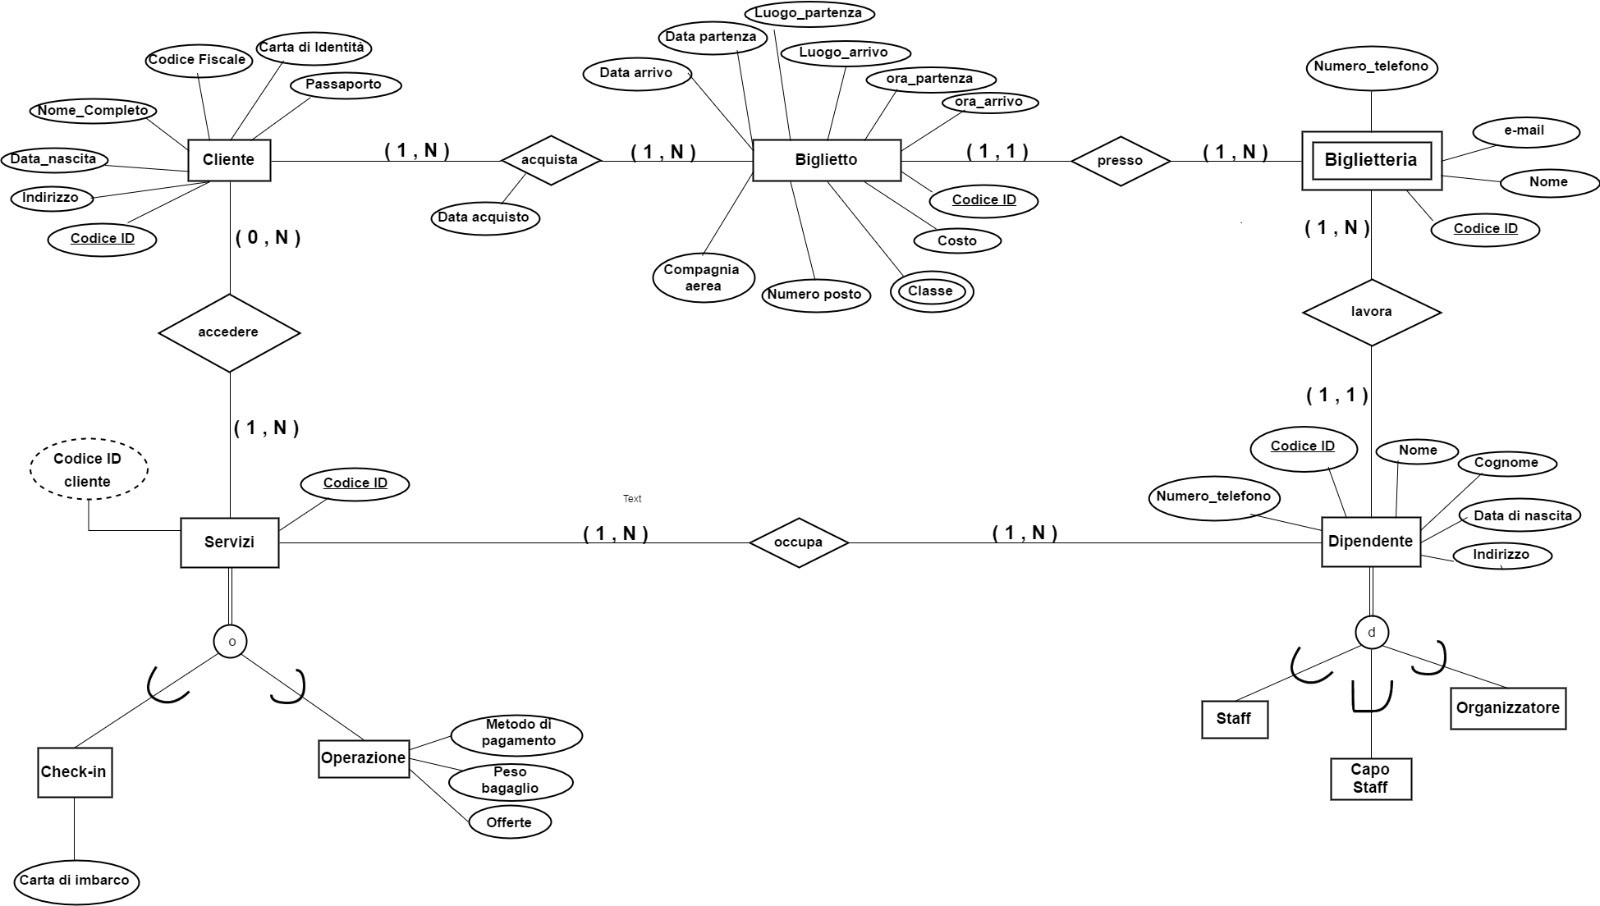 Luogo_partenza
Data partenza
Carta di Identità
Luogo_arrivo
Codice Fiscale
Numero_telefono
Data arrivo
ora_partenza
Passaporto
ora_arrivo
Nome_Completo
e-mail
Data_nascita
Cliente
( 1 , N )
acquista
( 1 , N )
Biglietto
( 1 , 1 )
presso
( 1 , N )
Biglietteria
Nome
Indirizzo
Codice ID
Data acquisto
Codice ID
Codice ID
( 0 , N )
Costo
( 1 , N )
Compagnia
aerea
Numero posto
Classe
accedere
lavora
( 1 , 1 )
( 1 , N )
Codice ID
cliente
Codice ID
Text
Codice ID
Nome
Cognome
Numero_telefono
Data di nascita
Servizi
( 1 , N )
occupa
( 1 , N )
Dipendente
Indirizzo
o
d
Staff
Organizzatore
Capo
Staff
Check-in
Operazione
Metodo di
pagamento
Peso
bagaglio
Offerte
Carta di imbarco